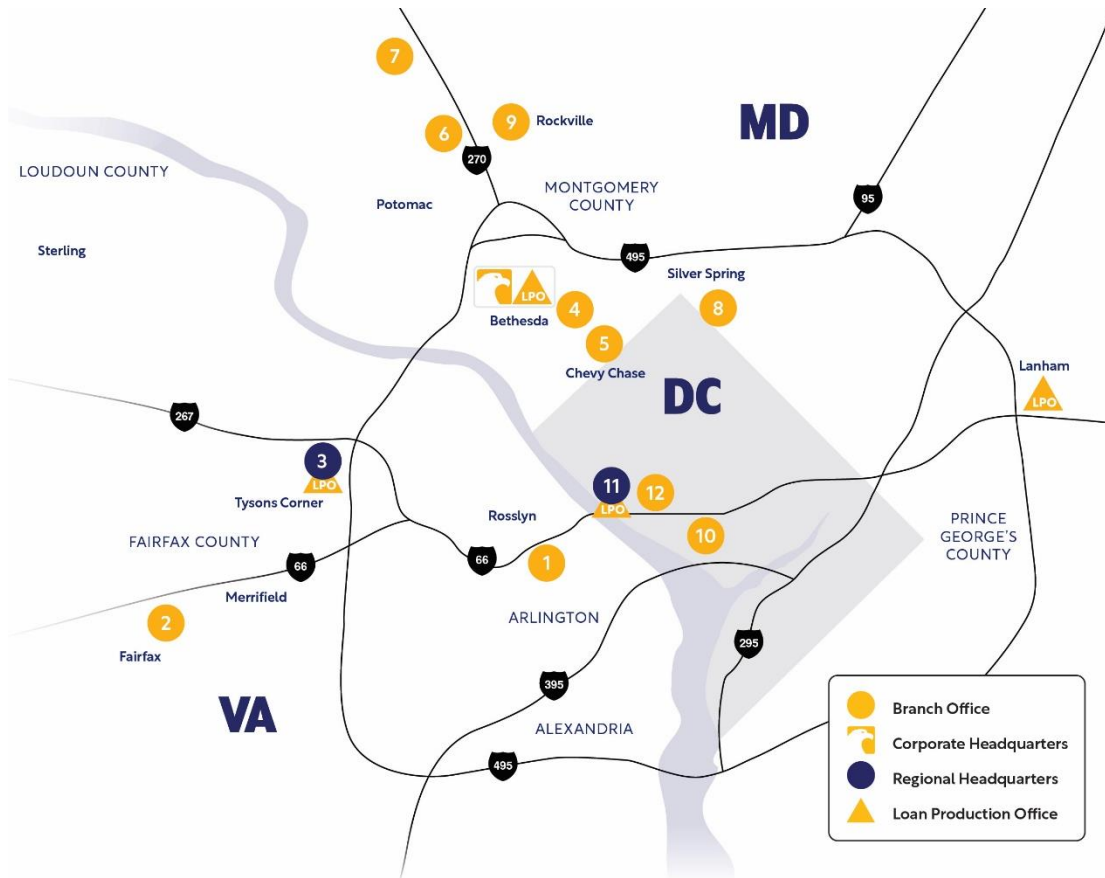 7
9
Rockville
6
MD
270
LOUDOUN COUNTY
MONTGOMERY
COUNTY
Potomac
95
Sterling
495
Silver Spring
LPO
Bethesda
4
8
5
Chevy Chase
Lanham
LPO
DC
267
3
LPO
Tysons Corner
11
LPO
12
Rosslyn
10
PRINCE
GEORGE'S
COUNTY
FAIRFAX COUNTY
66
66
1
Merrifield
2
ARLINGTON
Fairfax
295
395
VA
ALEXANDRIA
495
Branch Office
Corporate Headquarters
Regional Headquarters
Loan Production Office